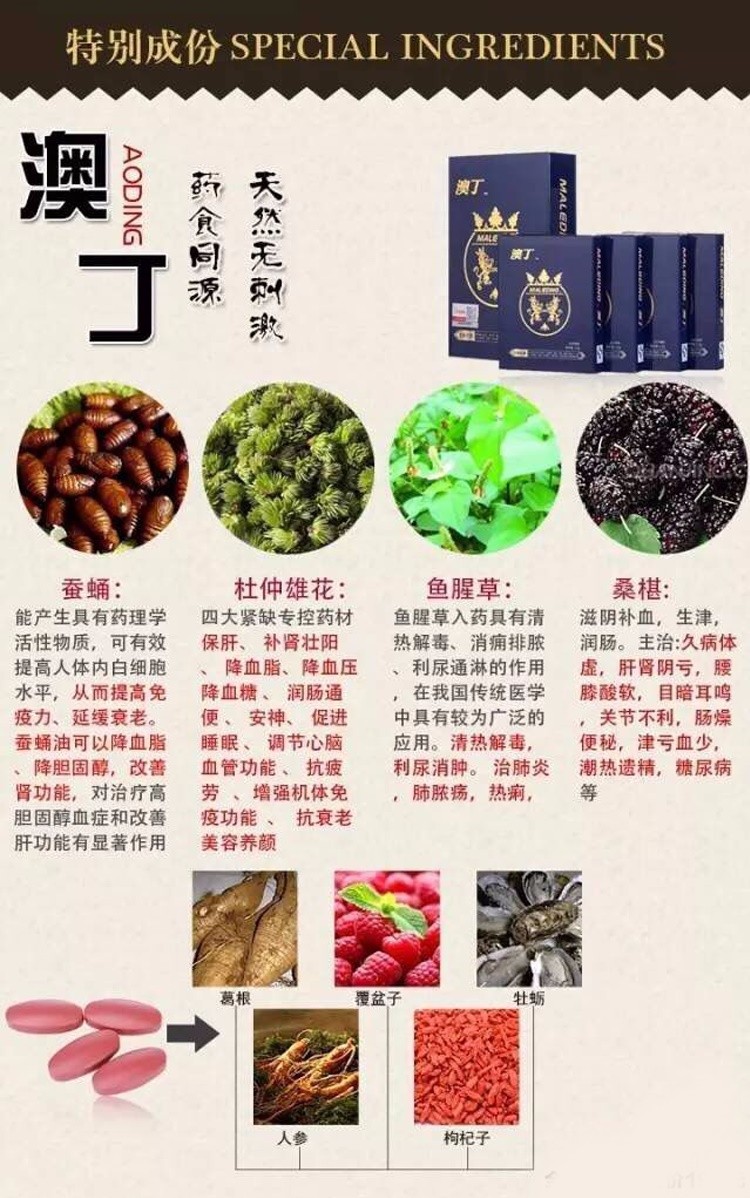 特别成份 SPECIAL INGREDIENTS
澳丁
AODING
药食同源
天然无刺激
澳丁
MALEDING
澳丁
MALEDING
蚕蛹：
能产生具有药理学
活性物质，可有效
提高人体内白细胞
水平，从而提高免
疫力、延缓衰老。
蚕蛹油可以降血脂
、降胆固醇，改善
肾功能，对治疗高
胆固醇血症和改善
肝功能有显著作用
杜仲雄花：
四大紧缺专控药材
保肝、 补肾壮阳
、 降血脂、降血压
降血糖 、 润肠通
便 、 安神、 促进
睡眠 、 调节心脑
血管功能 、 抗疲
劳 、 增强机体免
疫功能 、 抗衰老
美容养颜
鱼腥草：
鱼腥草入药具有清
热解毒、消痈排脓
、利尿通淋的作用
，在我国传统医学
中具有较为广泛的
应用。清热解毒，
利尿消肿。 治肺炎
，肺脓疡，热痢，
桑椹：
滋阴补血，生津，
润肠。主治:久病体
虚，肝肾阴亏，腰
膝酸软，目暗耳鸣
，关节不利，肠燥
便秘，津亏血少，
潮热遗精，糖尿病
等
葛根
覆盆子
牡蛎
人参
枸杞子